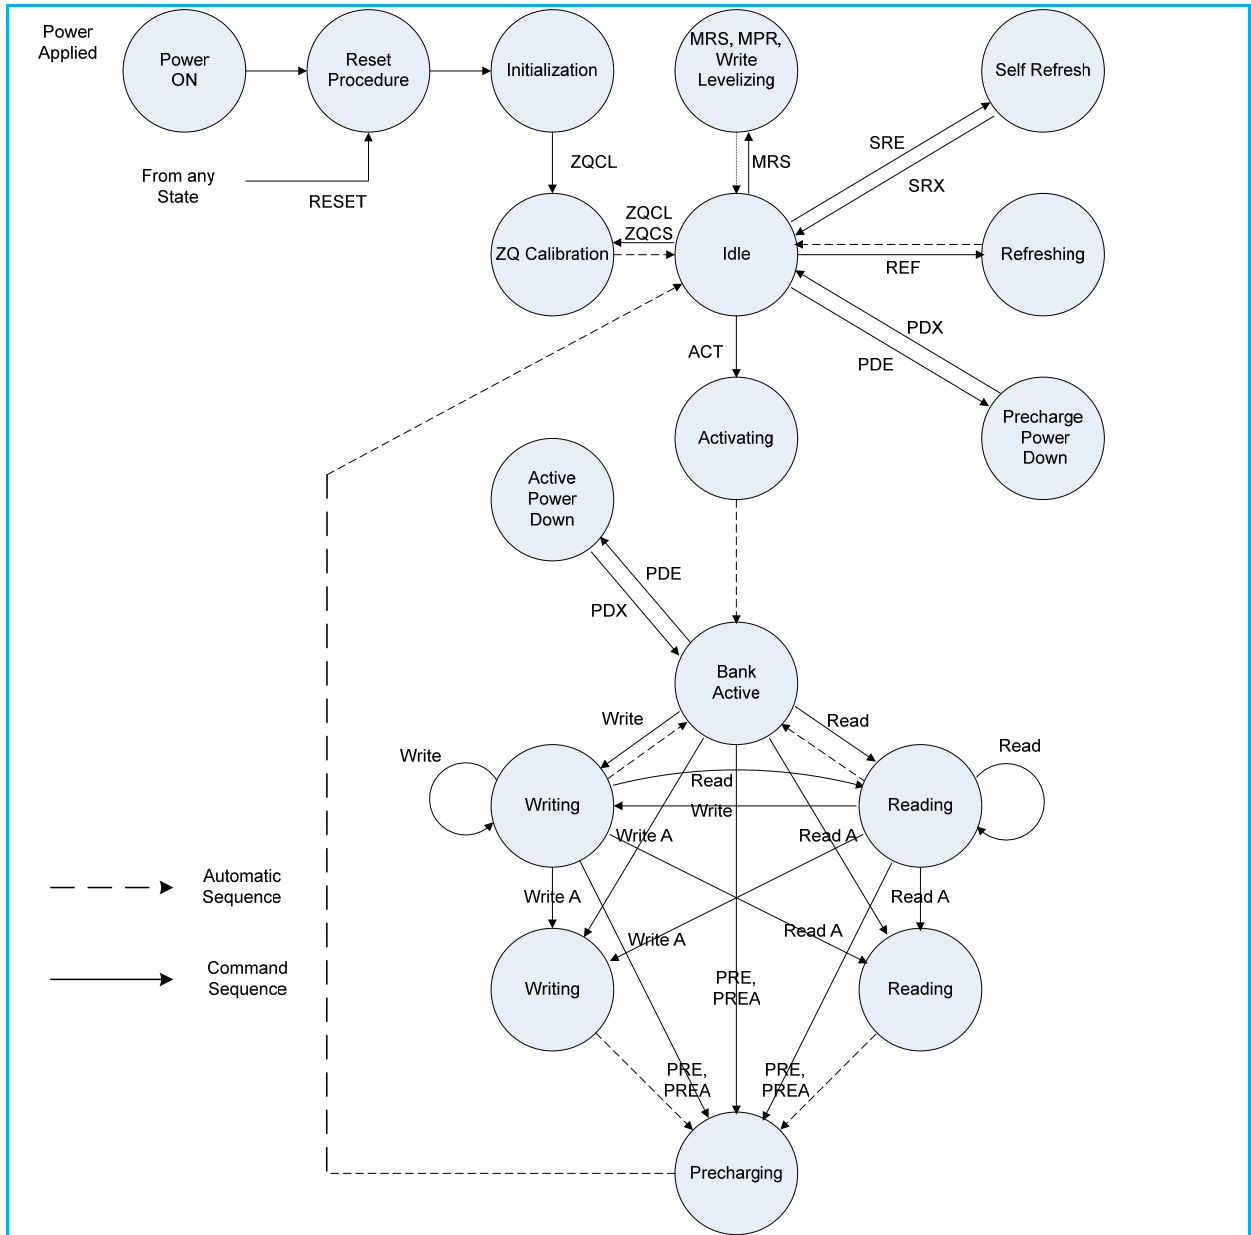 Power
Applied
Power
ON
Reset
Procedure
Initialization
MRS, MPR,
Write
Levelizing
Self Refresh
From any
State
RESET
ZQCL
MRS
SRE
SRX
ZQCL
ZQCS
ZQ Calibration
Idle
REF
Refreshing
ACT
PDX
PDE
Activating
Precharge
Power
Down
Active
Power
Down
PDE
PDX
Bank
Active
Write
Read
Write
Read
Writing
Read
Write
Reading
Write A
Read A
Automatic
Sequence
Write A
Read A
Write A
Read A
Command
Sequence
Writing
PRE,
PREA
Reading
PRE,
PREA
PRE,
PREA
Precharging